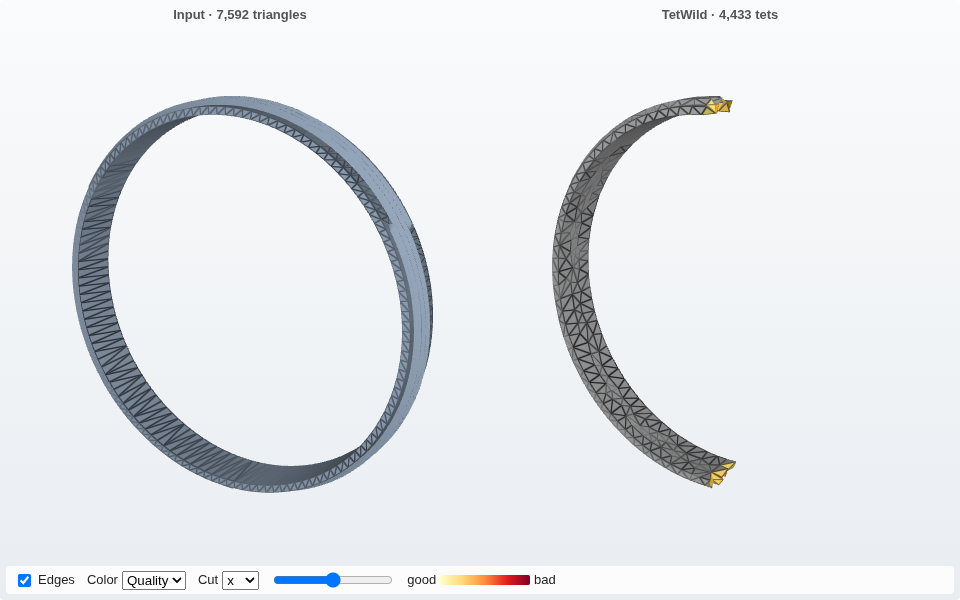 Input · 7,592 triangles
TetWild · 4,433 tets
Edges Color Quality Cut x good bad